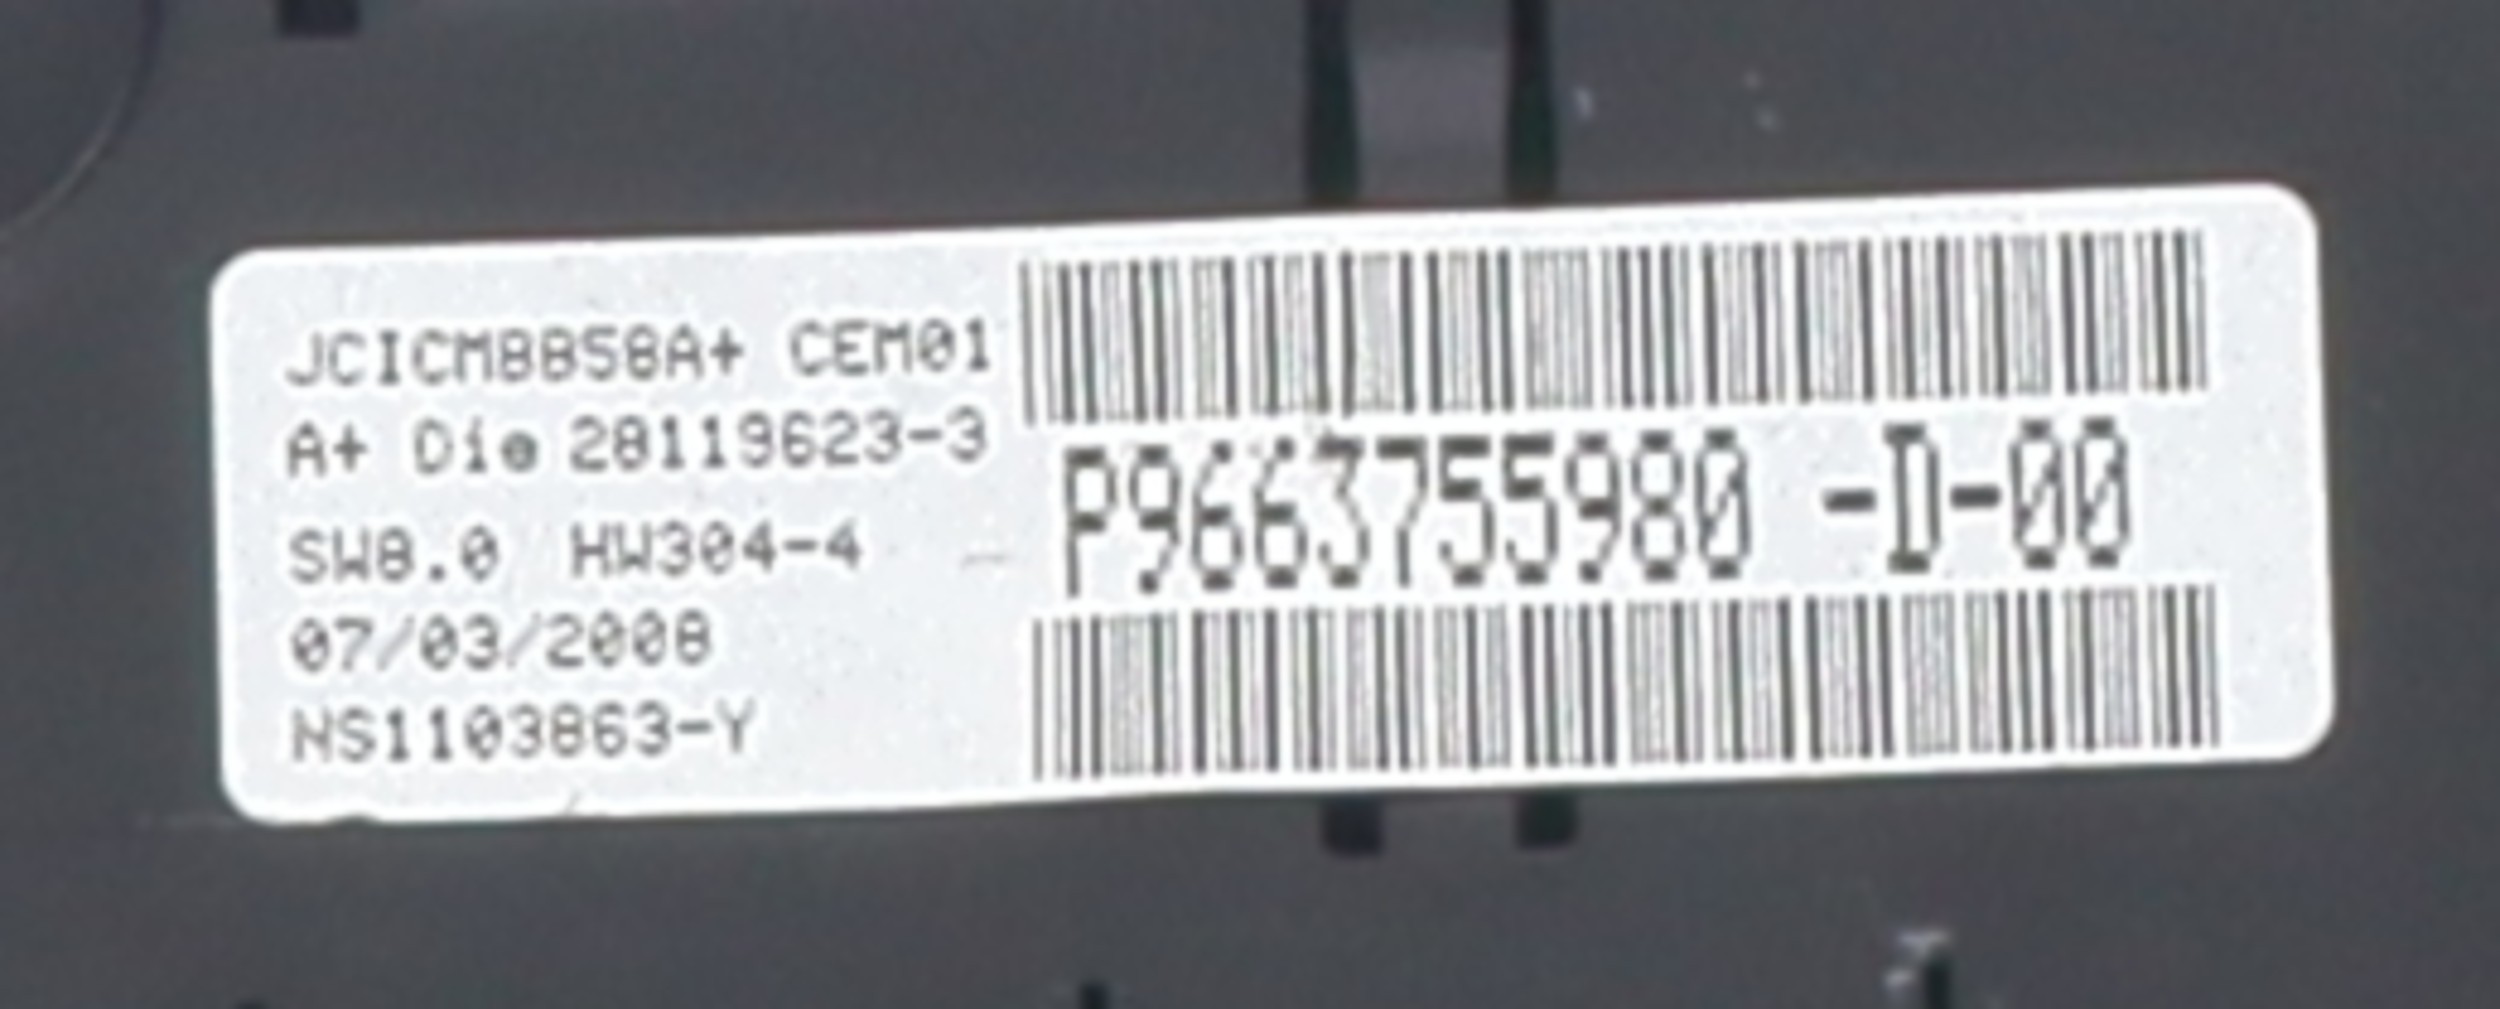 JCICMBB58A+ CEM01
A+ Die 28119623-3
SW8.0 HW304-4
07/03/2008
NS1103863-Y
P9663755980 -D-00